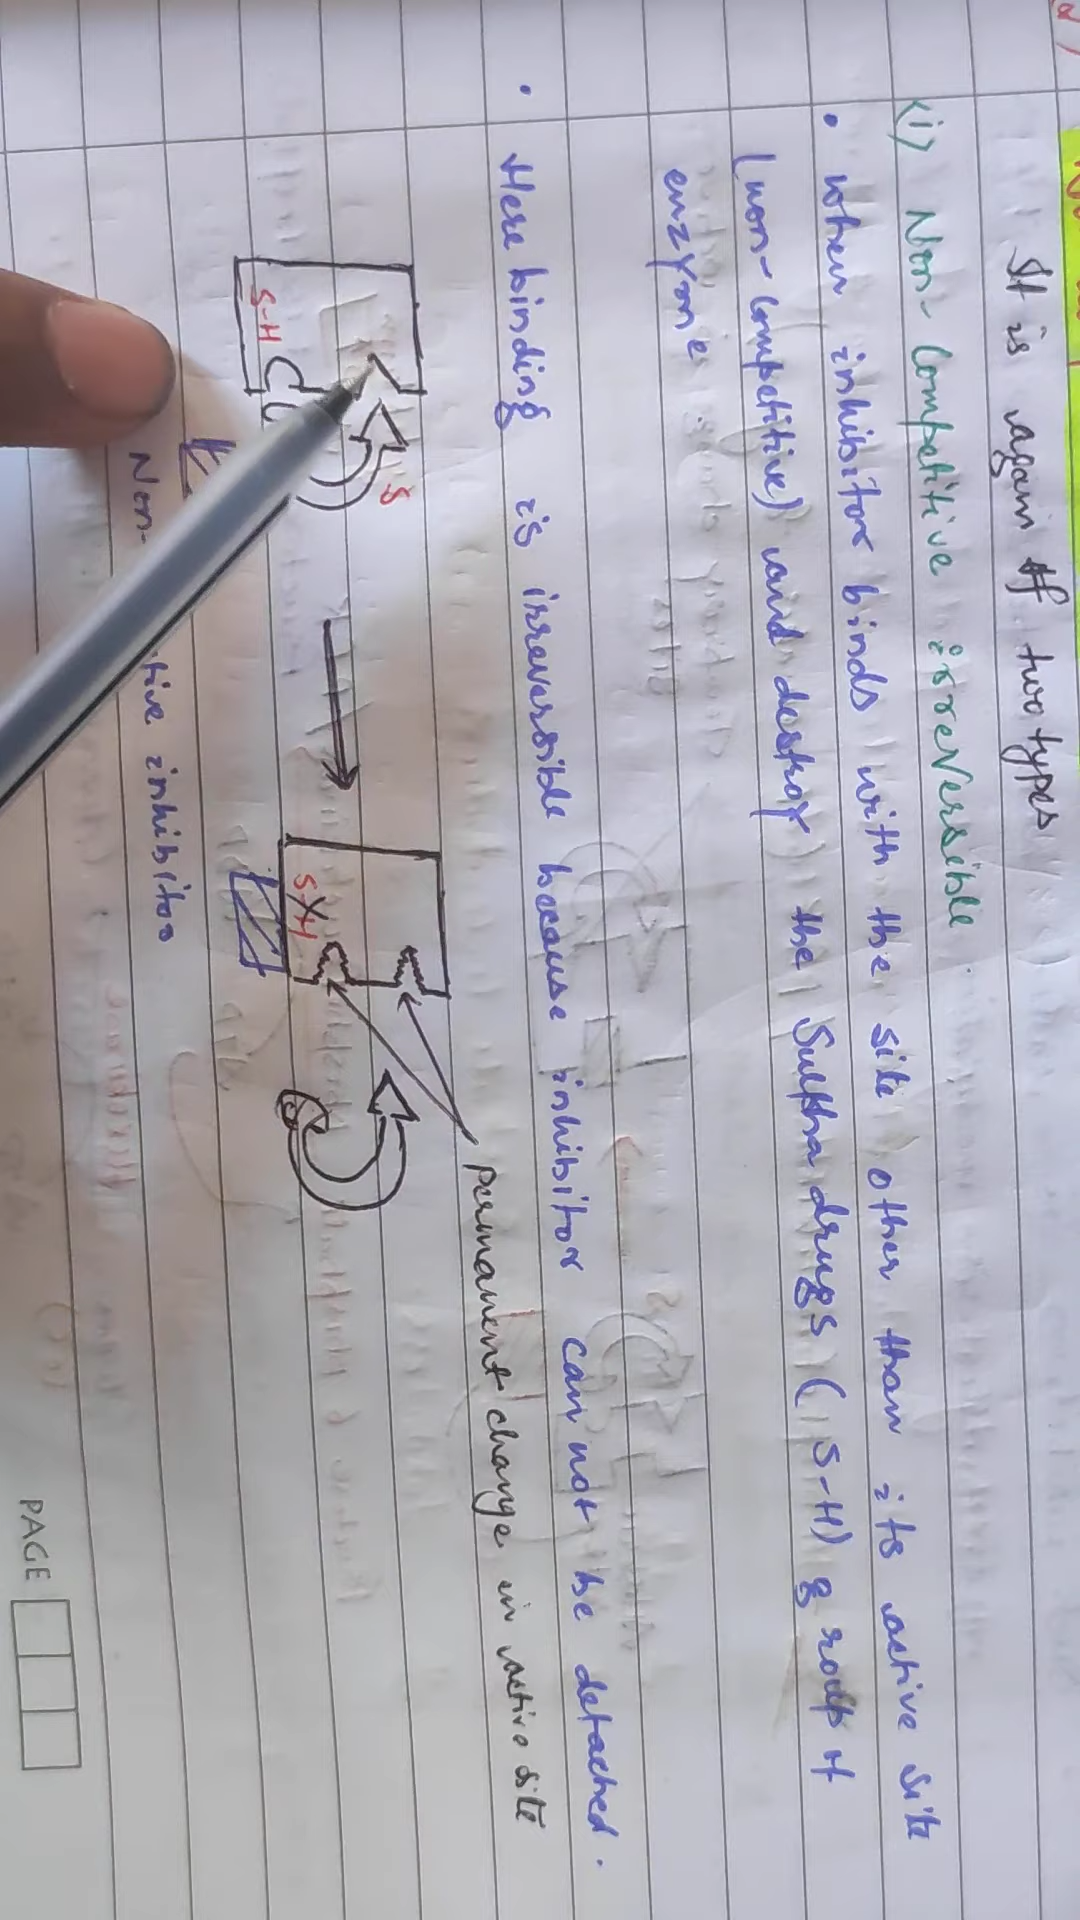 It is again of two types
(i) Non-Competitive irreversible
• when inhibitor binds with the site other than its active site
(non-competitive) and destroy the Sulpha drugs (S-H) group of
enzyme
• Here binding is irreversible because inhibitor can not be detached.
Permanent change in active site
S
S-H
S-H
Non-
tive inhibitor
PAGE